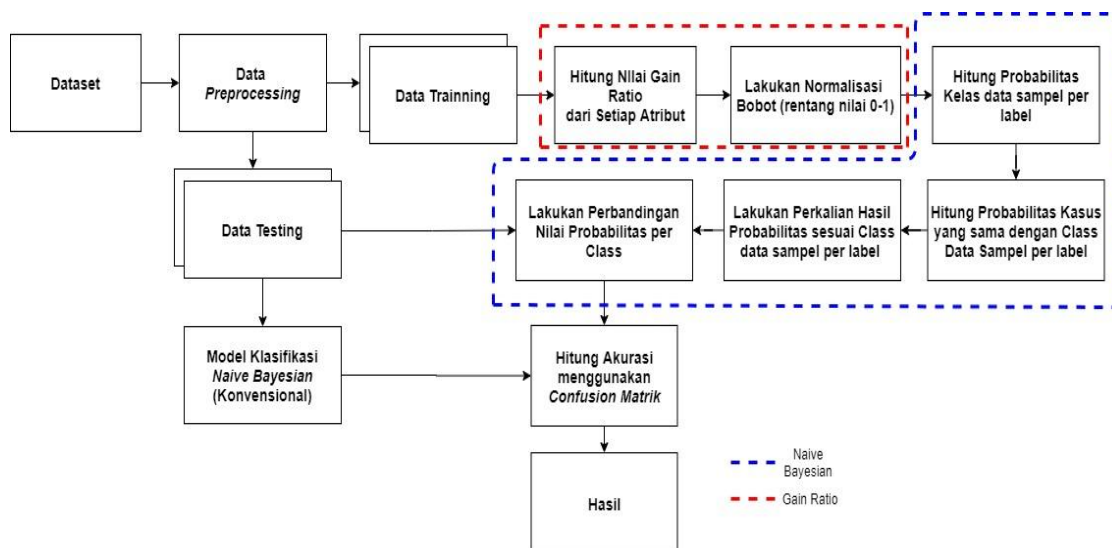 Dataset
Data
Preprocessing
Data Trainning
Hitung Nilai Gain
Ratio
dari Setiap Atribut
Lakukan Normalisasi
Bobot (rentang nilai 0-1)
Hitung Probabilitas
Kelas data sampel per
label
Data Testing
Lakukan Perbandingan
Nilai Probabilitas per
Class
Lakukan Perkalian Hasil
Probabilitas sesuai Class
data sampel per label
Hitung Probabilitas Kasus
yang sama dengan Class
Data Sampel per label
Model Klasifikasi
Naive Bayesian
(Konvensional)
Hitung Akurasi
menggunakan
Confusion Matrik
Hasil
Naive
Bayesian
Gain Ratio